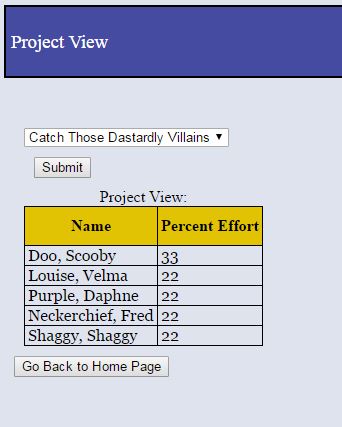 Project View
Catch Those Dastardly Villains ▼
Submit
Project View:
Name Percent Effort
Doo, Scooby 33
Louise, Velma 22
Purple, Daphne 22
Neckerchief, Fred 22
Shaggy, Shaggy 22
Go Back to Home Page